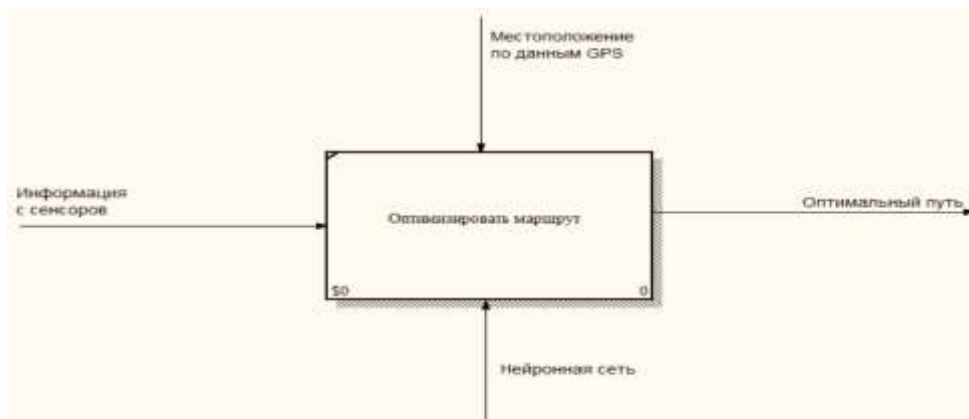 Местоположение
по данным GPS
Информация
с сенсоров
Оптимизировать маршрут
Оптимальный путь
$0
0
Нейронная сеть